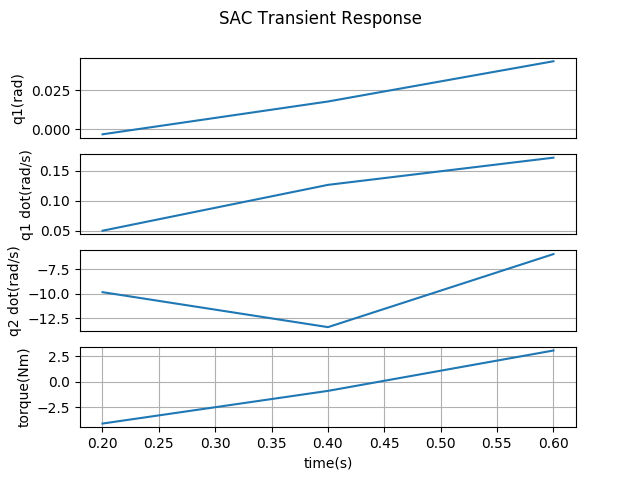 SAC Transient Response
q1(rad)
0.025
0.000
q1 dot(rad/s)
0.15
0.10
0.05
q2 dot(rad/s)
−7.5
−10.0
−12.5
torque(Nm)
2.5
0.0
−2.5
0.20 0.25 0.30 0.35 0.40 0.45 0.50 0.55 0.60
time(s)